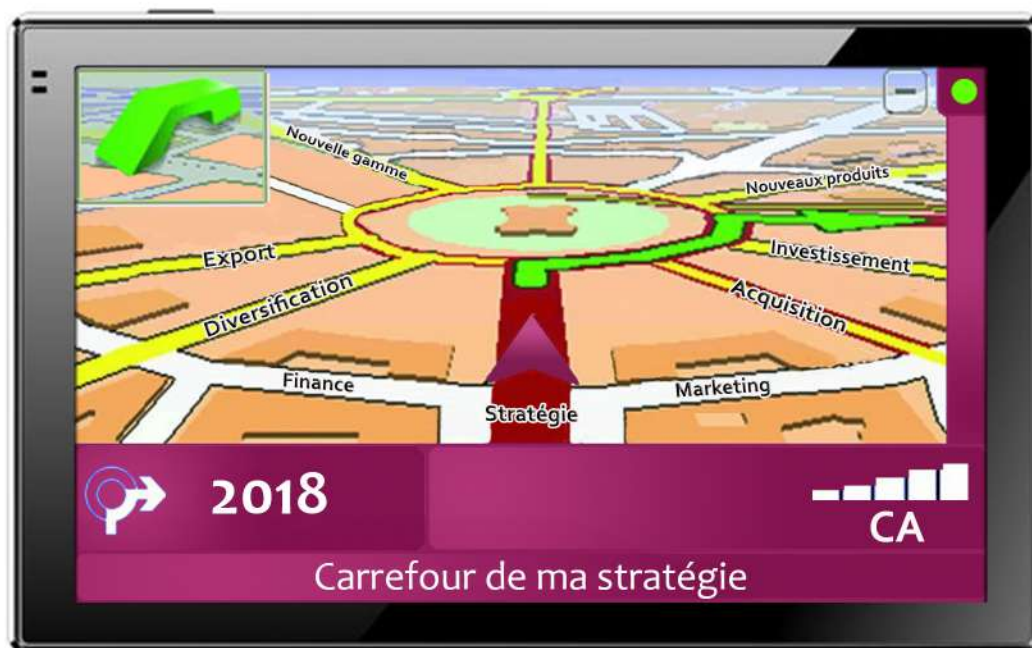 Nouvelle gamme
Nouveaux produits
Export
Investissement
Diversification
Acquisition
Finance
Marketing
Stratégie
2018
CA
Carrefour de ma stratégie